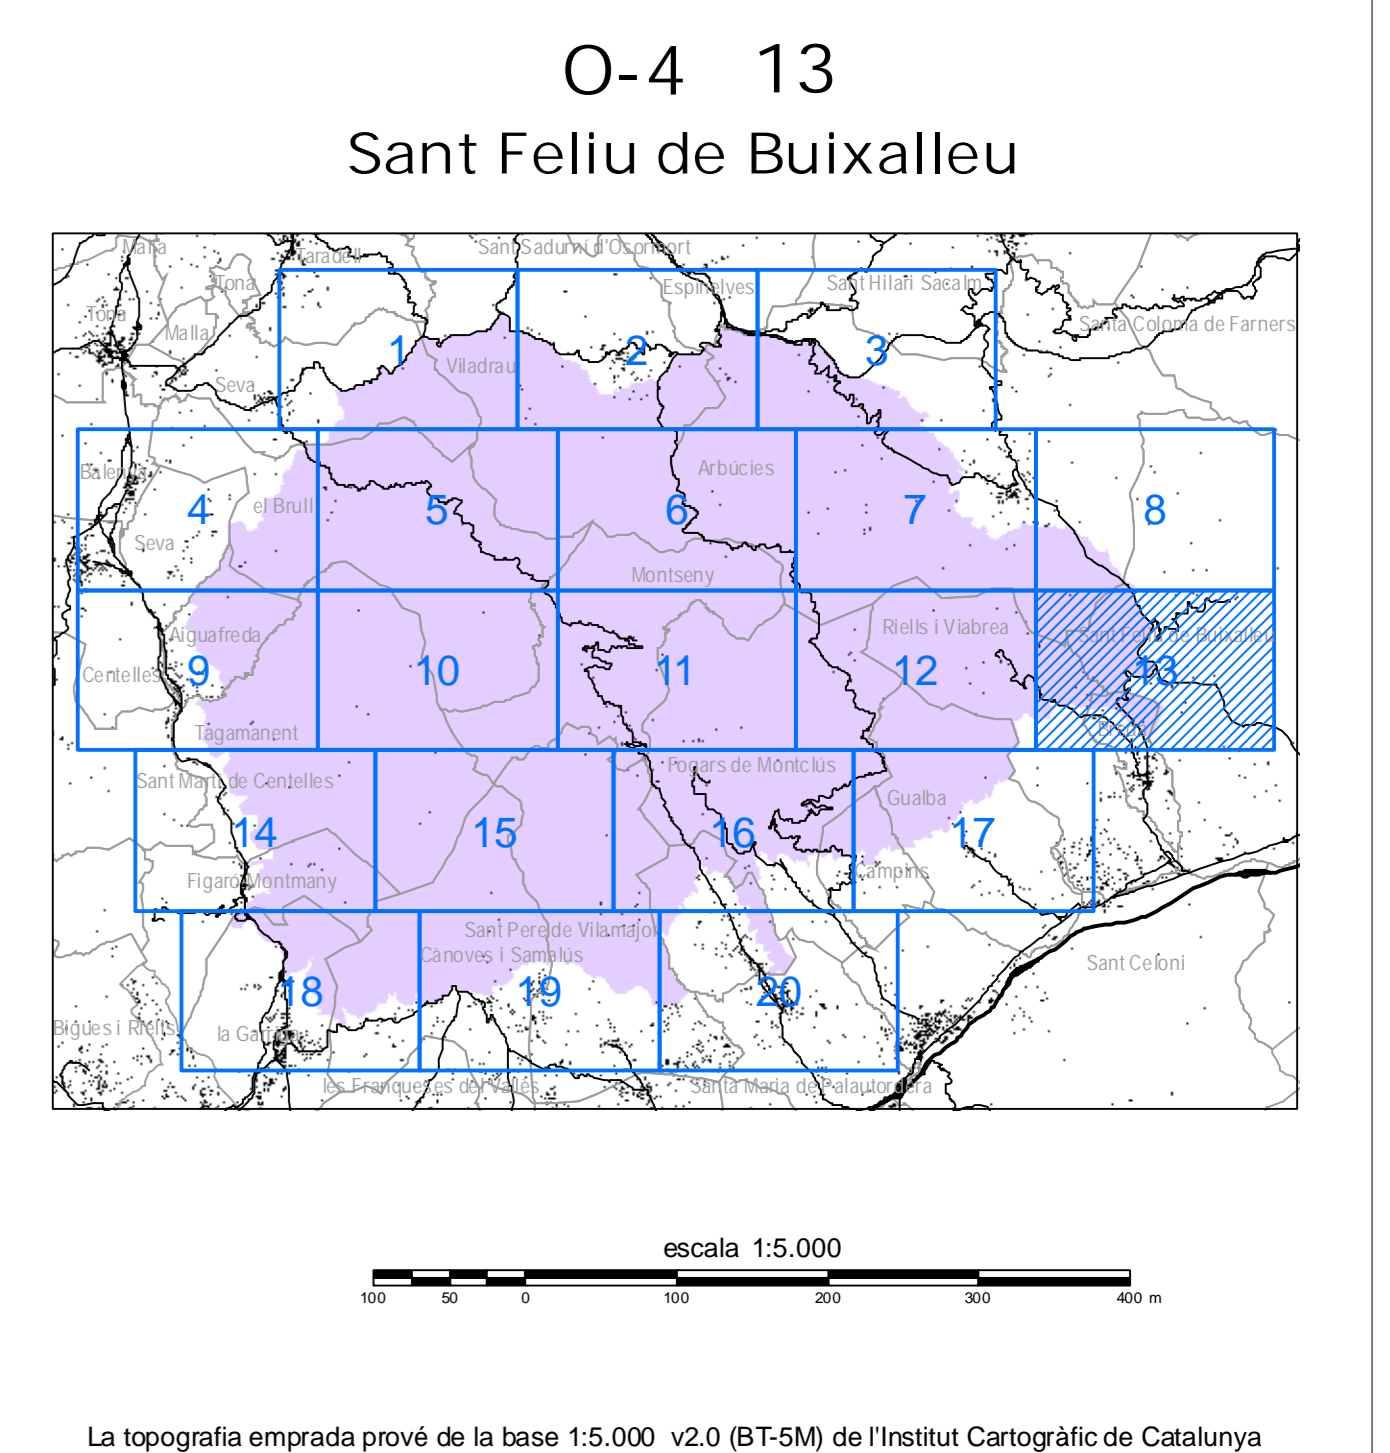 O-4 13
Sant Feliu de Buixalleu
Malla
Taradell
Sant Sadurní d'Osormort
Tona
Espinelves
Sant Hilari Sacalm
Tona
Malla
Santa Coloma de Farners
1
2
3
Viladrau
Seva
Balenyà
Arbúcies
4
el Brull
5
6
7
8
Seva
Montseny
Aiguafreda
Riells i Viabrea
Sant Feliu de Buixalleu
Centelles
9
10
11
12
13
Tagamanent
Breda
Sant Martí de Centelles
Fogars de Montclús
Gualba
14
15
16
17
Figaró-Montmany
Campins
Sant Pere de Vilamajor
Cànoves i Samalús
Sant Celoni
18
19
20
Bigues i Riells
la Garriga
les Franqueses del Vallès
Santa Maria de Palautordera
escala 1:5.000
100 50 0 100 200 300 400 m
La topografia emprada prové de la base 1:5.000 v2.0 (BT-5M) de l'Institut Cartogràfic de Catalunya